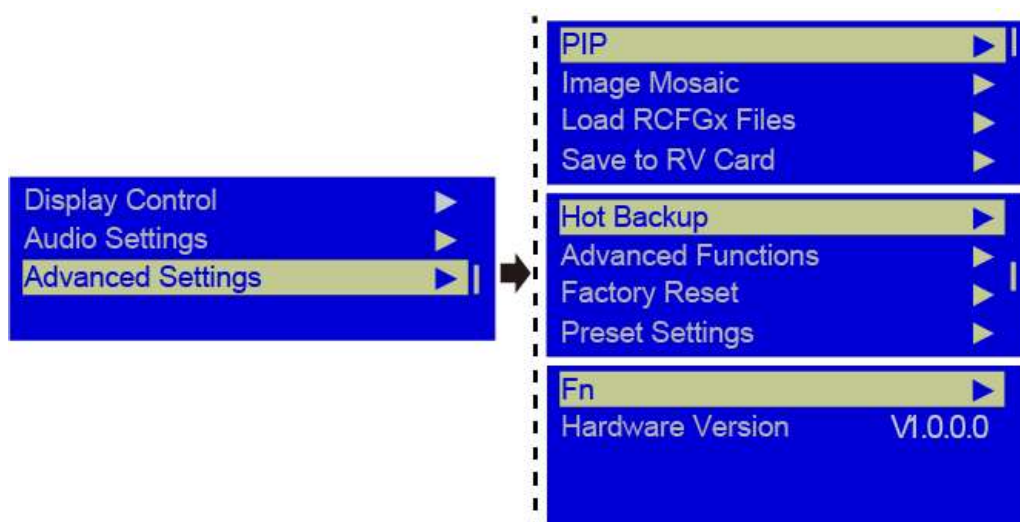 Display Control
Audio Settings
Advanced Settings
PIP
Image Mosaic
Load RCFGx Files
Save to RV Card
Hot Backup
Advanced Functions
Factory Reset
Preset Settings
Fn
Hardware Version V1.0.0.0